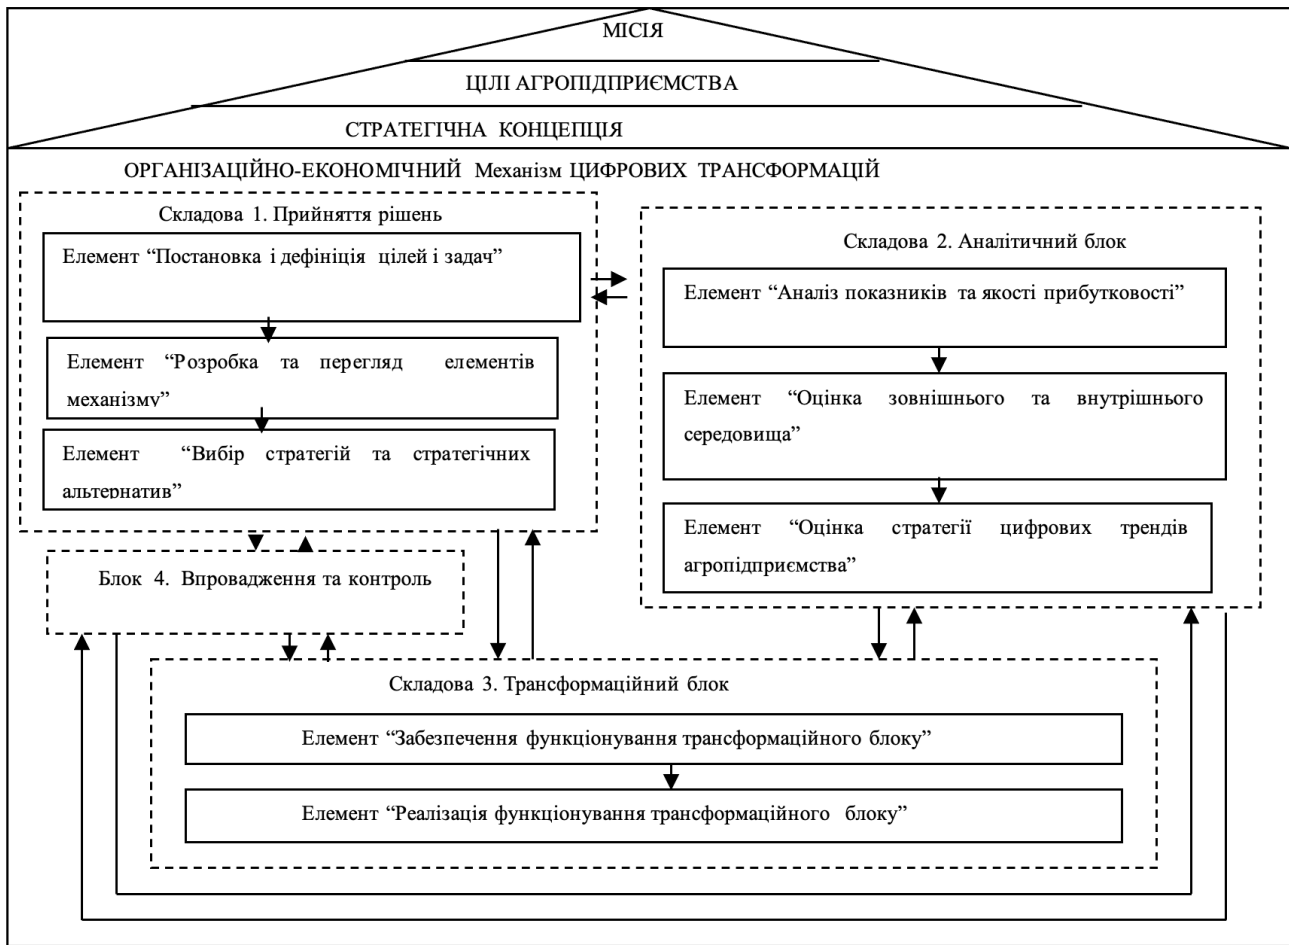 МІСІЯ
ЦІЛІ АГРОПІДПРИЄМСТВА
СТРАТЕГІЧНА КОНЦЕПЦІЯ
ОРГАНІЗАЦІЙНО-ЕКОНОМІЧНИЙ Механізм ЦИФРОВИХ ТРАНСФОРМАЦІЙ
Складова 1. Прийняття рішень
Елемент “Постановка і дефініція цілей і задач”
Елемент “Розробка та перегляд елементів
механізму”
Елемент “Вибір стратегій та стратегічних
альтернатив”
Складова 2. Аналітичний блок
Елемент “Аналіз показників та якості прибутковості”
Елемент “Оцінка зовнішнього та внутрішнього
середовища”
Елемент “Оцінка стратегії цифрових трендів
агропідприємства”
Блок 4. Впровадження та контроль
Складова 3. Трансформаційний блок
Елемент “Забезпечення функціонування трансформаційного блоку”
Елемент “Реалізація функціонування трансформаційного блоку”